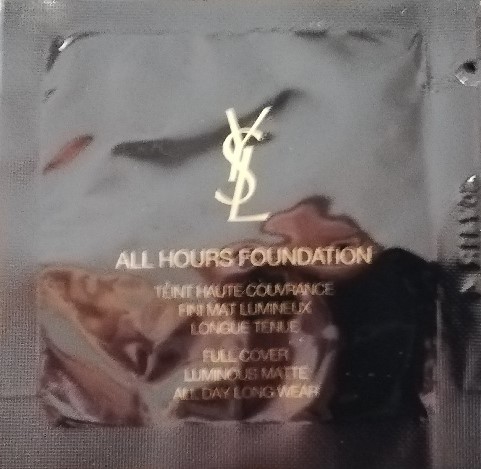 YSL
ALL HOURS FOUNDATION
TEINT HAUTE COUVRANCE
FINI MAT LUMINEUX
LONGUE TENUE
FULL COVER
LUMINOUS MATTE
ALL DAY LONG WEAR